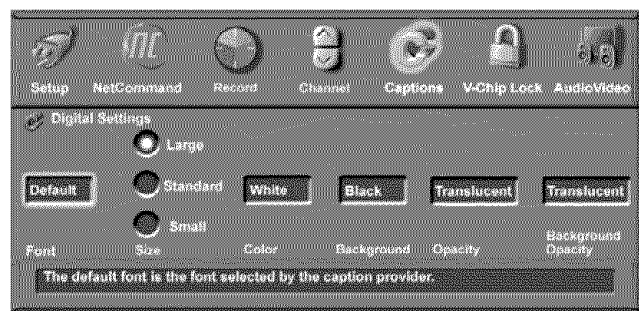 Setup NetCommand Record Channel Captions V-Chip Lock AudioVideo
Digital Settings
Large
Default Standard White Black Translucent Translucent
Small
Font Size Color Background Opacity Background Opacity
The default font is the font selected by the caption provider.